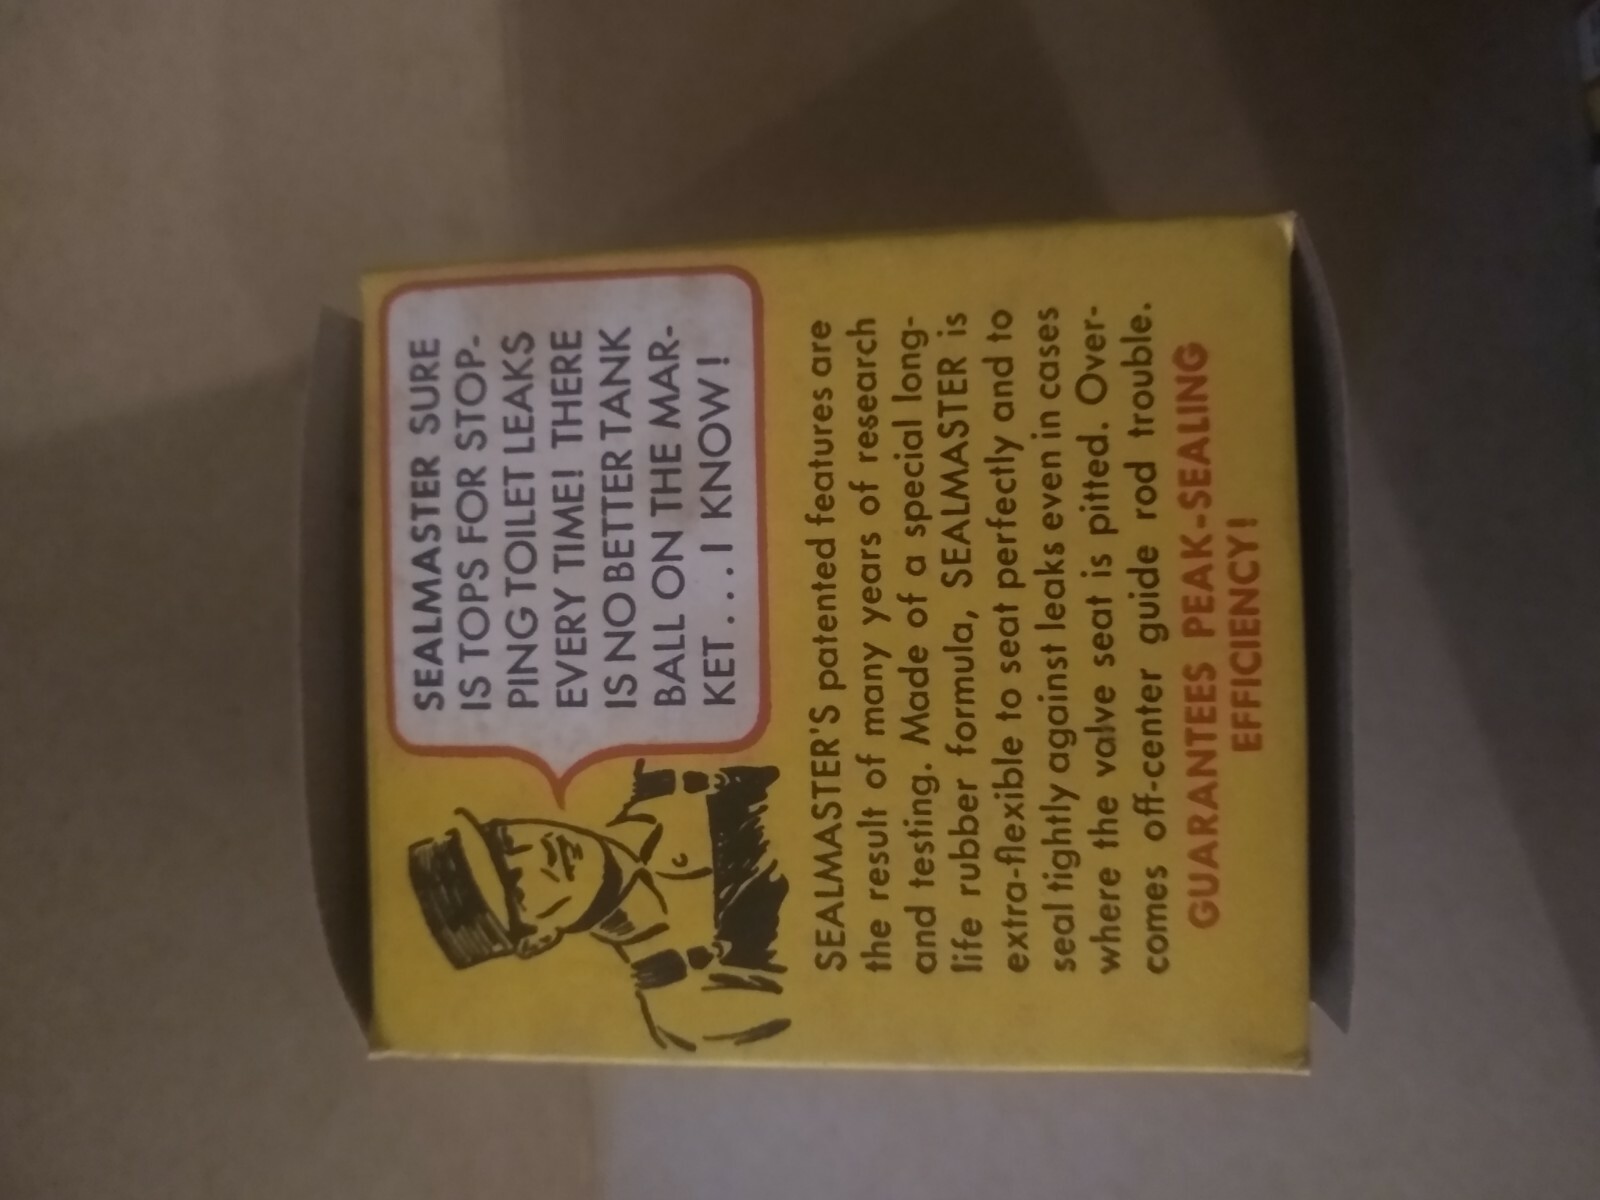 SEALMASTER SURE
IS TOPS FOR STOP-
PING TOILET LEAKS
EVERY TIME! THERE
IS NO BETTER TANK
BALL ON THE MAR-
KET...I KNOW!
SEALMASTER'S patented features are
the result of many years of research
and testing. Made of a special long-
life rubber formula, SEALMASTER is
extra-flexible to seat perfectly and to
seal tightly against leaks even in cases
where the valve seat is pitted. Over-
comes off-center guide rod trouble.
GUARANTEES PEAK-SEALING
EFFICIENCY!